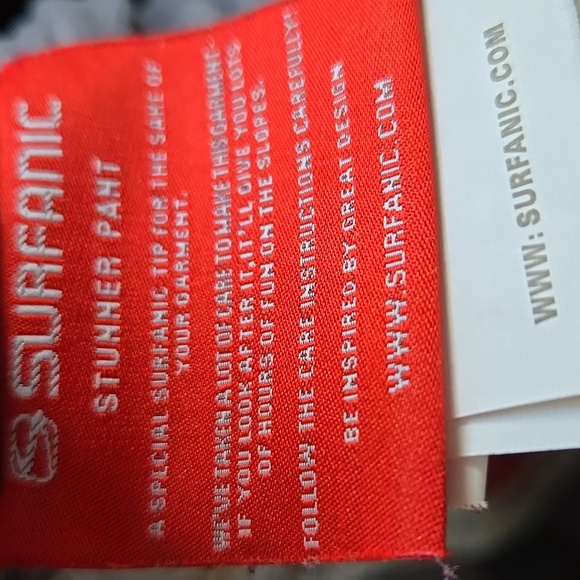 SURFANIC
STUNNER PANT
A SPECIAL SURFANIC TIP FOR THE SAKE OF
YOUR GARMENT.
WE'VE TAKEN A LOT OF CARE TO MAKE THIS GARMENT.
IF YOU LOOK AFTER IT, IT'LL GIVE YOU LOTS
OF HOURS OF FUN ON THE SLOPES.
FOLLOW THE CARE INSTRUCTIONS CAREFULLY!
BE INSPIRED BY GREAT DESIGN
WWW.SURFANIC.COM
WWW: SURFANIC.COM